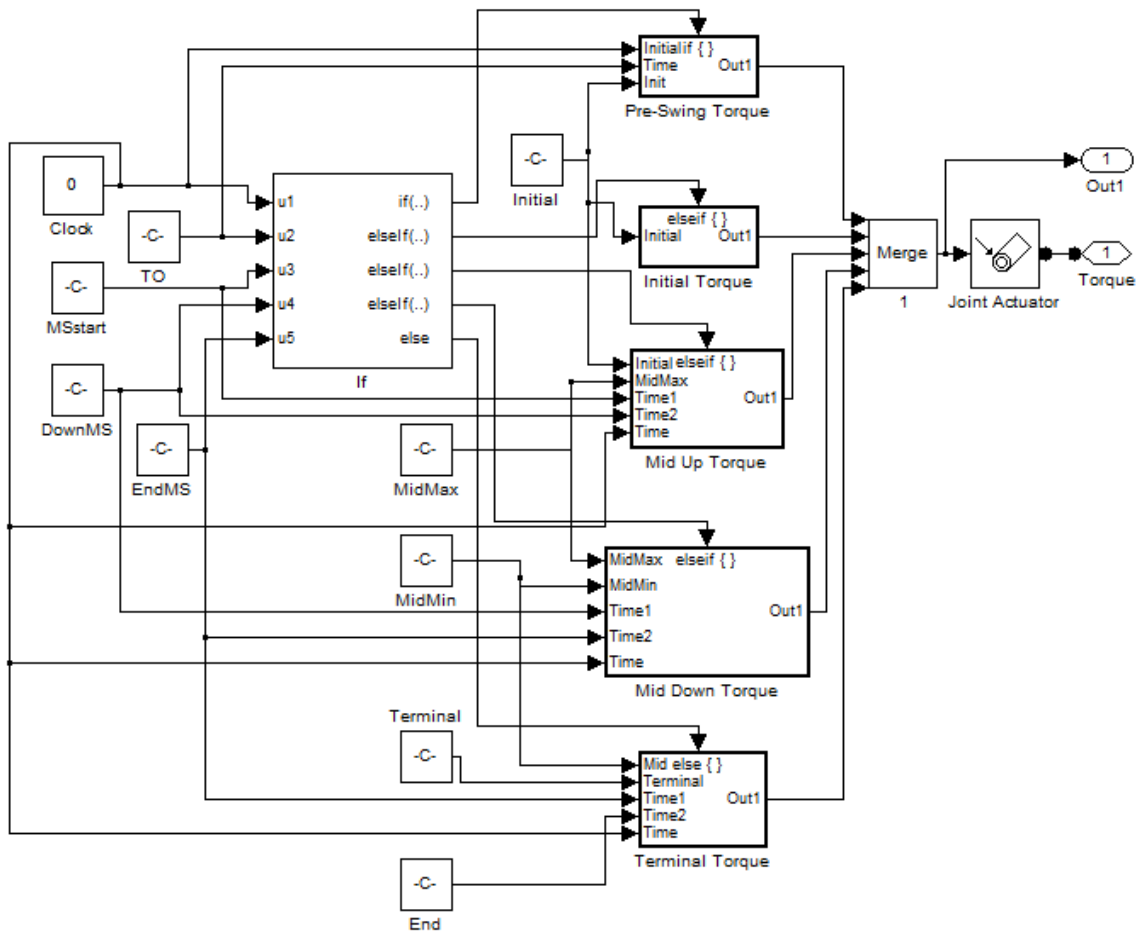 Initial if { }
Time Out1
Init
Pre-Swing Torque
-C-
Initial
0
Clock
-C-
TO
-C-
MSstart
-C-
DownMS
-C-
EndMS
u1 if(..)
u2 elseIf(..)
u3 elseIf(..)
u4 elseIf(..)
u5 else
If
elseif { }
Initial Out1
Initial Torque
Merge
1
Joint Actuator
1
Out1
1
Torque
Initial elseif { }
MidMax
Time1 Out1
Time2
Time
Mid Up Torque
-C-
MidMax
-C-
MidMin
MidMax elseif { }
MidMin
Time1 Out1
Time2
Time
Mid Down Torque
Terminal
-C-
Mid else { }
Terminal
Time1 Out1
Time2
Time
Terminal Torque
-C-
End